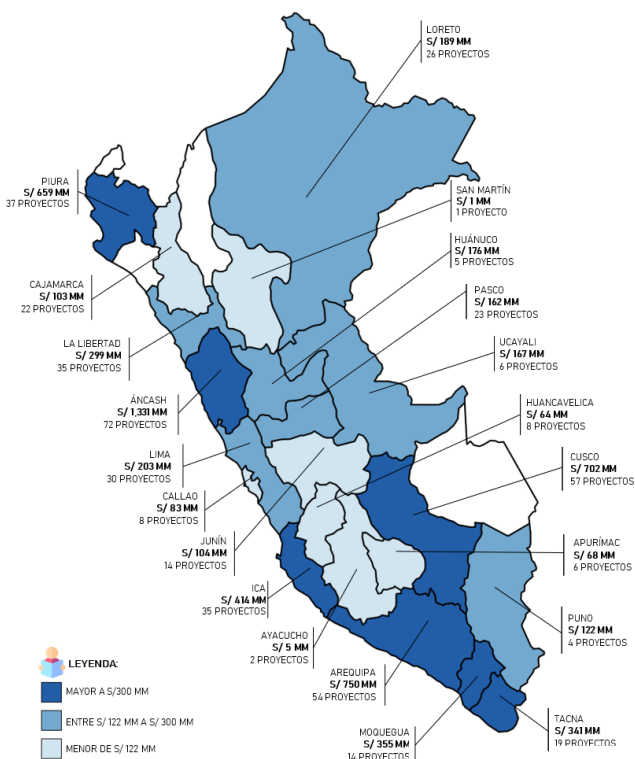 LORETO
S/ 189 MM
26 PROYECTOS
PIURA
S/ 659 MM
37 PROYECTOS
SAN MARTÍN
S/ 1 MM
1 PROYECTO
HUÁNUCO
S/ 176 MM
5 PROYECTOS
CAJAMARCA
S/ 103 MM
22 PROYECTOS
PASCO
S/ 162 MM
23 PROYECTOS
LA LIBERTAD
S/ 299 MM
35 PROYECTOS
UCAYALI
S/ 167 MM
6 PROYECTOS
ÁNCASH
S/ 1,331 MM
72 PROYECTOS
HUANCAVELICA
S/ 64 MM
8 PROYECTOS
LIMA
S/ 203 MM
30 PROYECTOS
CUSCO
S/ 702 MM
57 PROYECTOS
CALLAO
S/ 83 MM
8 PROYECTOS
JUNÍN
S/ 104 MM
14 PROYECTOS
APURÍMAC
S/ 68 MM
6 PROYECTOS
ICA
S/ 414 MM
35 PROYECTOS
PUNO
S/ 122 MM
4 PROYECTOS
AYACUCHO
S/ 5 MM
2 PROYECTOS
AREQUIPA
S/ 750 MM
54 PROYECTOS
MOQUEGUA
S/ 355 MM
14 PROYECTOS
TACNA
S/ 341 MM
19 PROYECTOS
LEYENDA:
MAYOR A S/300 MM
ENTRE S/ 122 MM A S/ 300 MM
MENOR DE S/ 122 MM